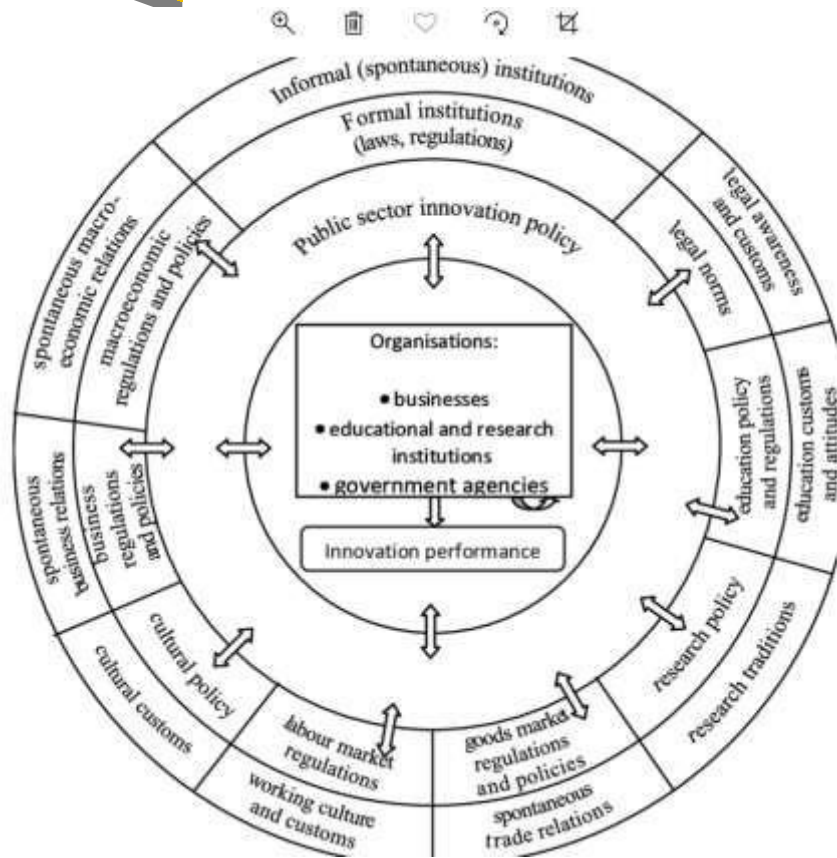 Informal (spontaneous) institutions
Formal institutions
(laws, regulations)
Public sector innovation policy
legal awareness
and customs
legal norms
education customs
and attitudes
education policy
and regulations
research traditions
research policy
goods market
regulations
and policies
spontaneous
trade relations
labour market
regulations
working culture
and customs
cultural policy
cultural customs
business
regulations
and policies
spontaneous
business relations
macroeconomic
regulations and policies
spontaneous macro-
economic relations
Organisations:
• businesses
• educational and research
institutions
• government agencies
Innovation performance